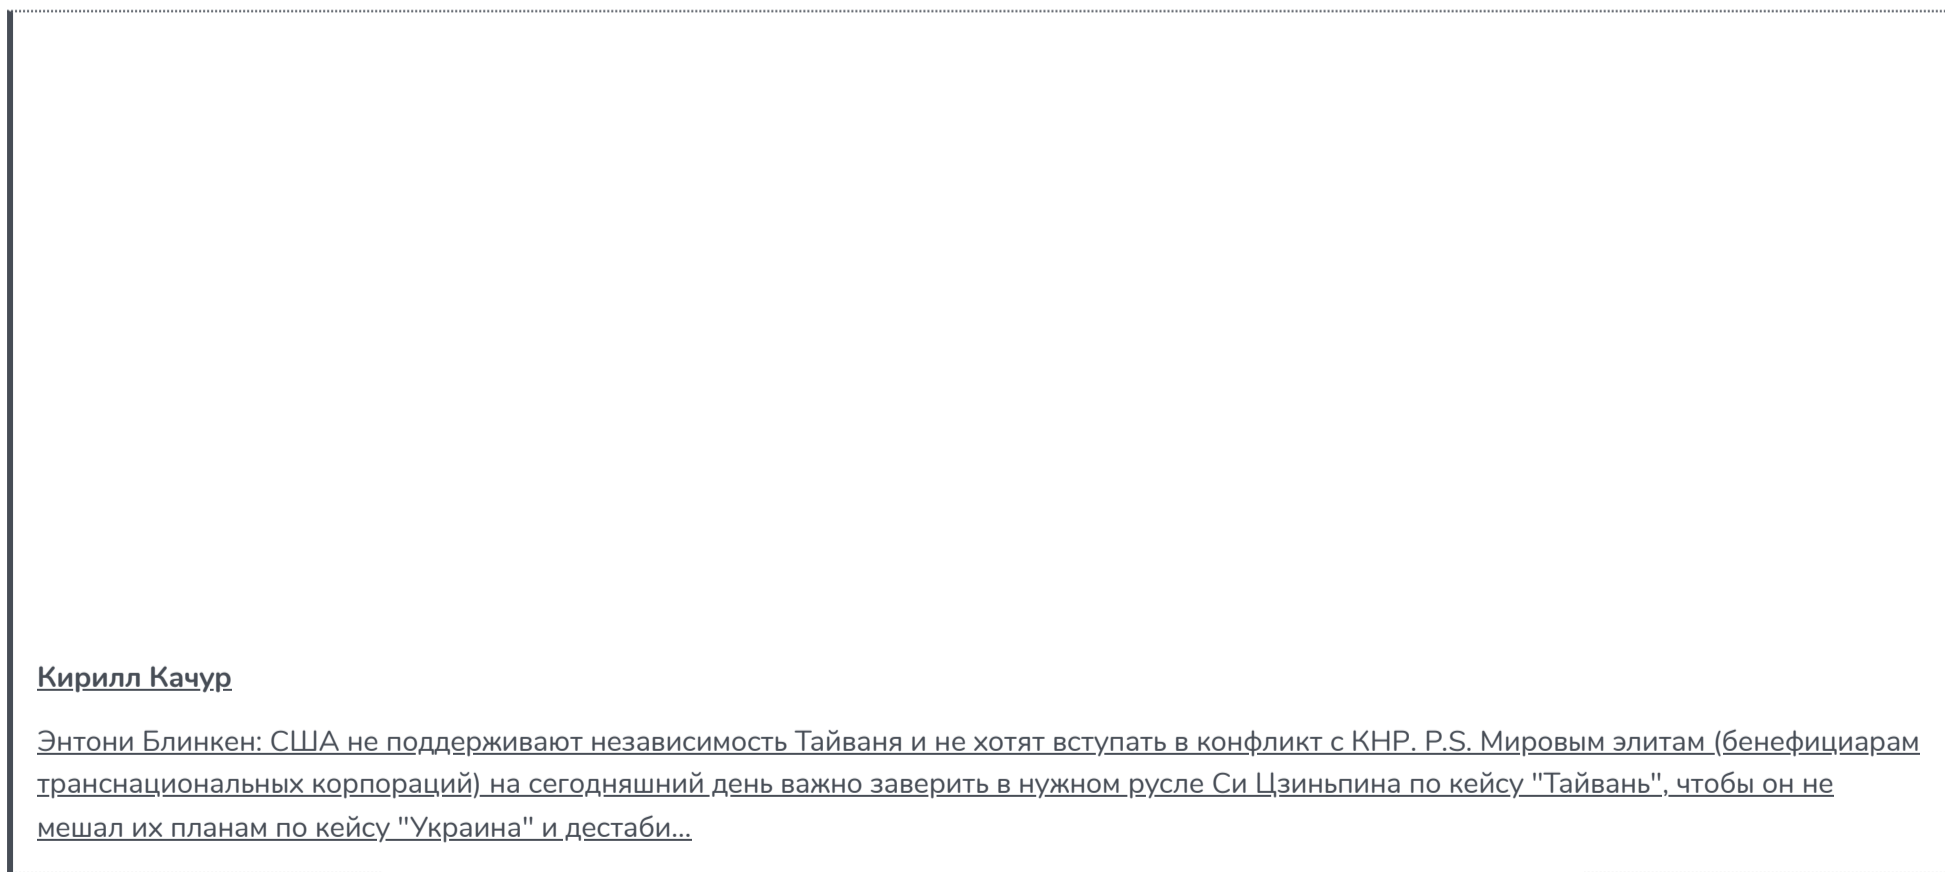 Кирилл Качур
Энтони Блинкен: США не поддерживают независимость Тайваня и не хотят вступать в конфликт с КНР. P.S. Мировым элитам (бенефициарам
транснациональных корпораций) на сегодняшний день важно заверить в нужном русле Си Цзиньпина по кейсу "Тайвань", чтобы он не
мешал их планам по кейсу "Украина" и дестаби...